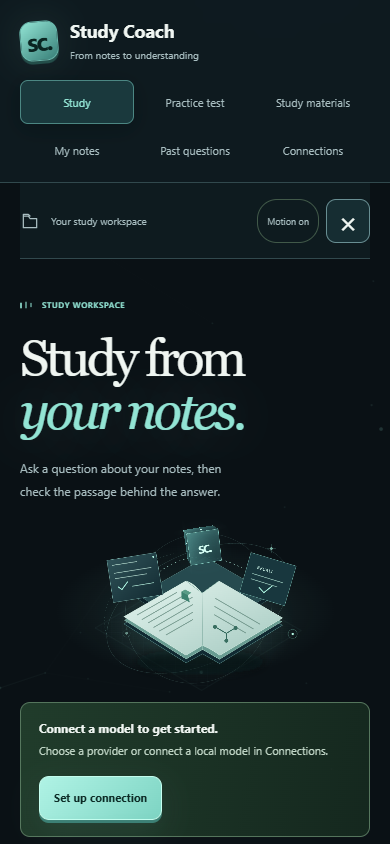 SC.
Study Coach
From notes to understanding
Study
Practice test
Study materials
My notes
Past questions
Connections
Your study workspace
Motion on
STUDY WORKSPACE
Study from
your notes.
Ask a question about your notes, then
check the passage behind the answer.
SC.
RECALL
Connect a model to get started.
Choose a provider or connect a local model in Connections.
Set up connection